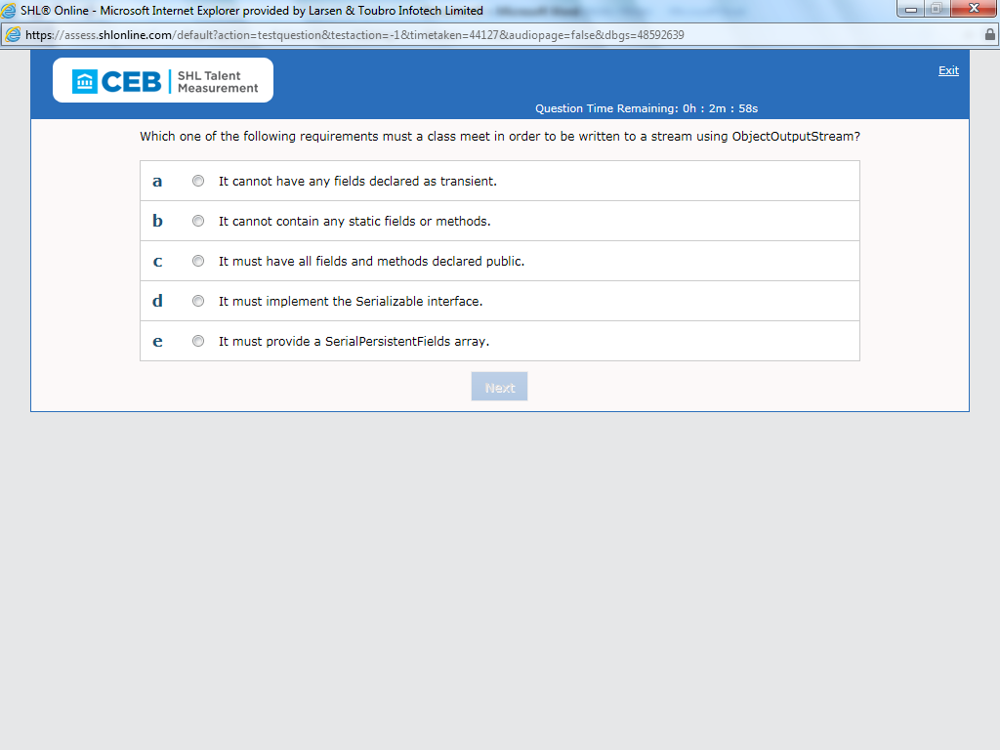 SHL® Online - Microsoft Internet Explorer provided by Larsen & Toubro Infotech Limited
https://assess.shlonline.com/default?action=testquestion&testaction=-1&timetaken=44127&audiopage=false&dbgs=48592639
CEB SHL Talent
Measurement
Exit
Question Time Remaining: 0h : 2m : 58s
Which one of the following requirements must a class meet in order to be written to a stream using ObjectOutputStream?
a It cannot have any fields declared as transient.
b It cannot contain any static fields or methods.
c It must have all fields and methods declared public.
d It must implement the Serializable interface.
e It must provide a SerialPersistentFields array.
Next